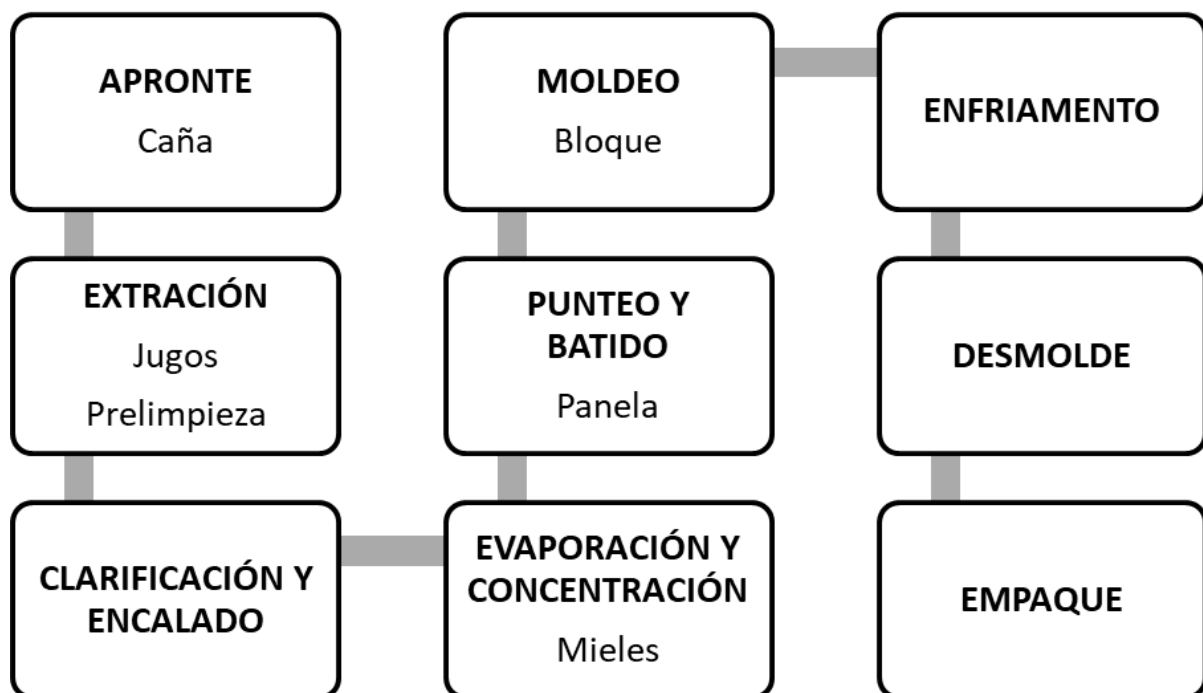 APRONTE
Caña
EXTRACIÓN
Jugos
Prelimpieza
CLARIFICACIÓN Y
ENCALADO
EVAPORACIÓN Y
CONCENTRACIÓN
Mieles
PUNTEO Y
BATIDO
Panela
MOLDEO
Bloque
ENFRIAMENTO
DESMOLDE
EMPAQUE